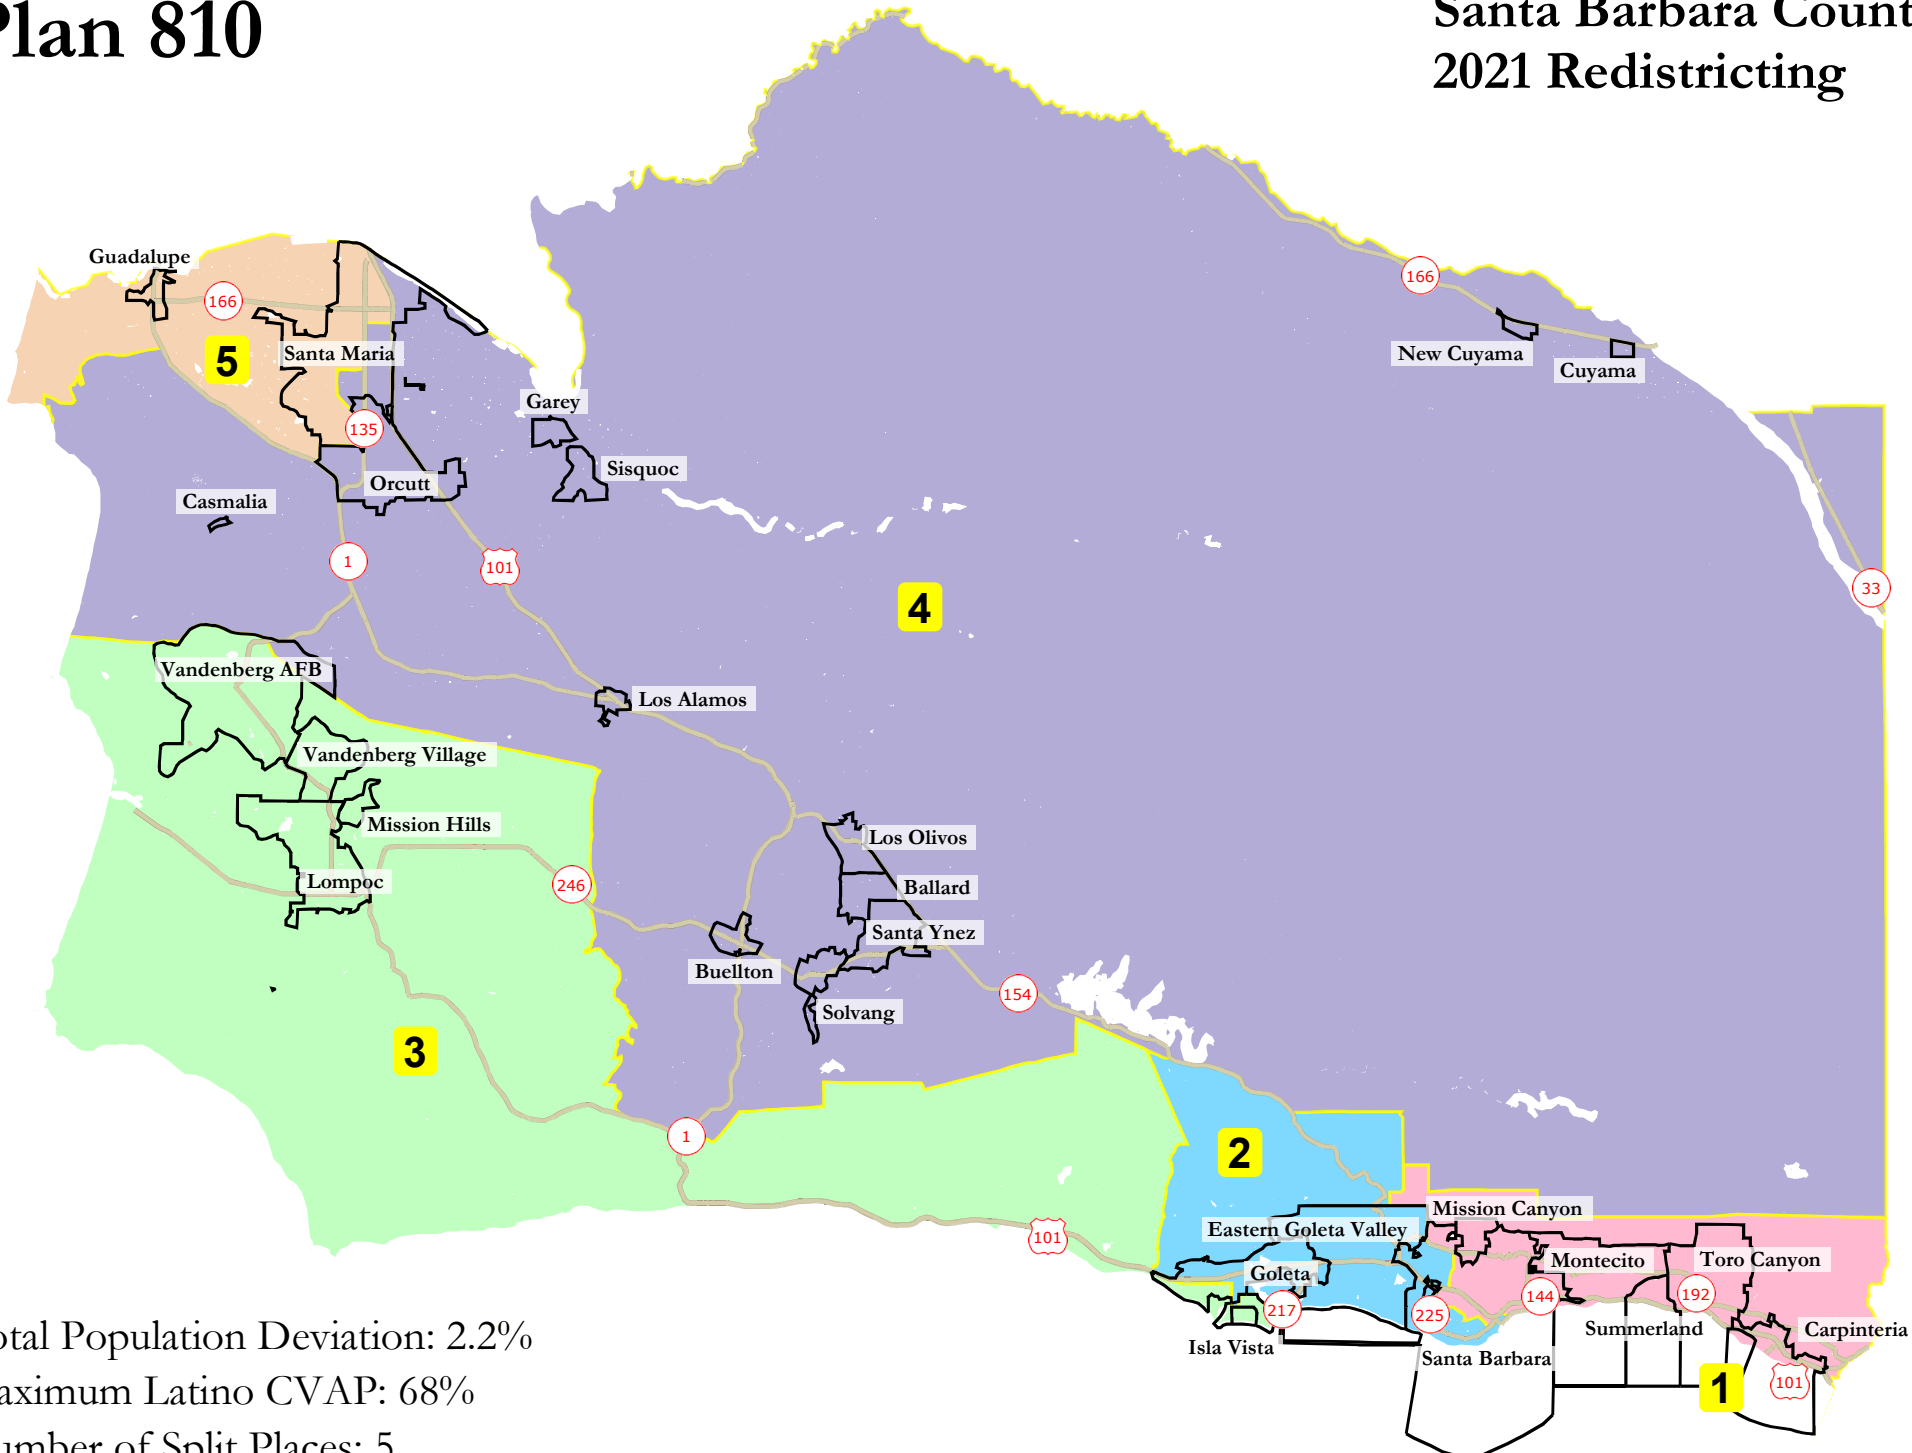 Plan 810
Santa Barbara Count
2021 Redistricting
Guadalupe
166
5
Santa Maria
135
Orcutt
Garey
Sisquoc
Casmalia
1
101
166
New Cuyama
Cuyama
33
4
Vandenberg AFB
Los Alamos
Vandenberg Village
Mission Hills
Lompoc
246
Los Olivos
Ballard
Santa Ynez
Buellton
Solvang
154
3
1
101
2
Mission Canyon
Eastern Goleta Valley
Goleta
Montecito
Toro Canyon
217
225
144
192
Isla Vista
Santa Barbara
Summerland
Carpinteria
1
101
otal Population Deviation: 2.2%
aximum Latino CVAP: 68%
umber of Split Places: 5